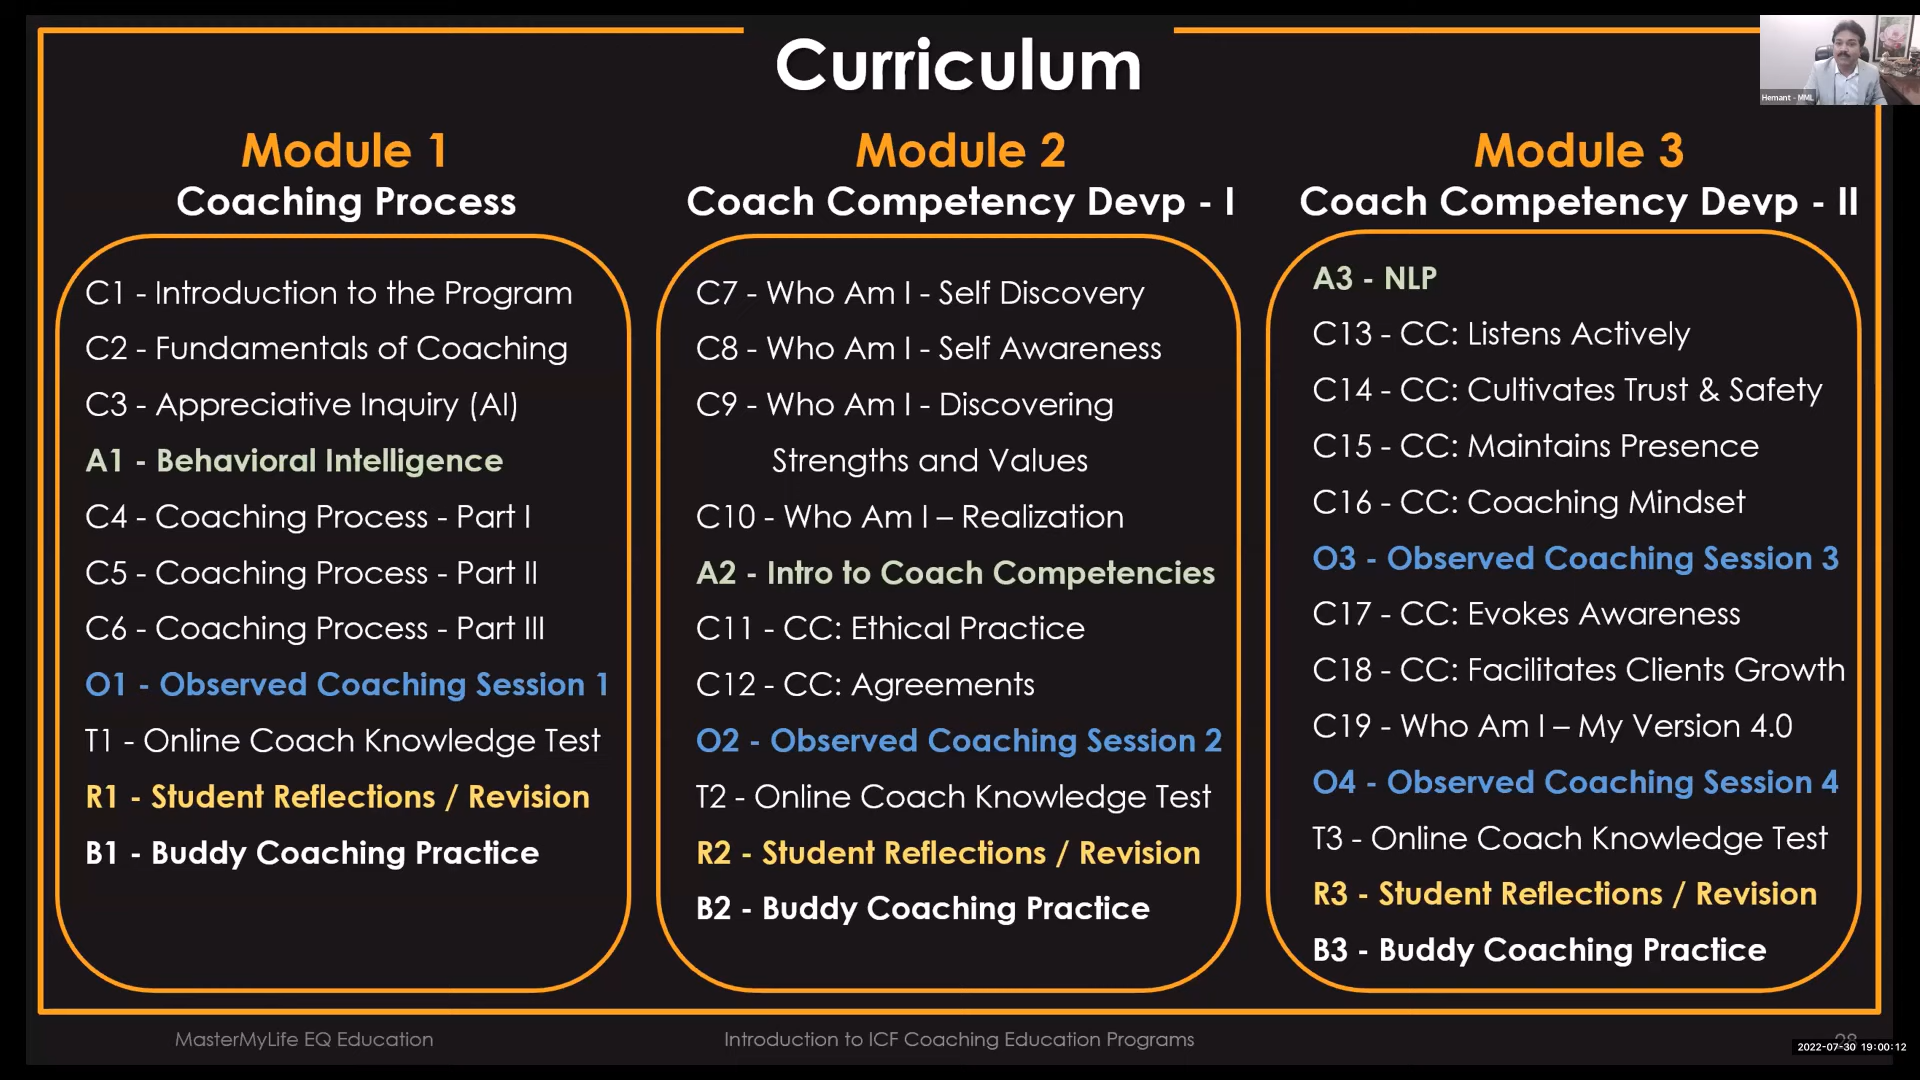 Curriculum
Hemant - MML
Module 1
Coaching Process
C1 - Introduction to the Program
C2 - Fundamentals of Coaching
C3 - Appreciative Inquiry (AI)
A1 - Behavioral Intelligence
C4 - Coaching Process - Part I
C5 - Coaching Process - Part II
C6 - Coaching Process - Part III
O1 - Observed Coaching Session 1
T1 - Online Coach Knowledge Test
R1 - Student Reflections / Revision
B1 - Buddy Coaching Practice
Module 2
Coach Competency Devp - I
C7 - Who Am I - Self Discovery
C8 - Who Am I - Self Awareness
C9 - Who Am I - Discovering
Strengths and Values
C10 - Who Am I – Realization
A2 - Intro to Coach Competencies
C11 - CC: Ethical Practice
C12 - CC: Agreements
O2 - Observed Coaching Session 2
T2 - Online Coach Knowledge Test
R2 - Student Reflections / Revision
B2 - Buddy Coaching Practice
Module 3
Coach Competency Devp - II
A3 - NLP
C13 - CC: Listens Actively
C14 - CC: Cultivates Trust & Safety
C15 - CC: Maintains Presence
C16 - CC: Coaching Mindset
O3 - Observed Coaching Session 3
C17 - CC: Evokes Awareness
C18 - CC: Facilitates Clients Growth
C19 - Who Am I – My Version 4.0
O4 - Observed Coaching Session 4
T3 - Online Coach Knowledge Test
R3 - Student Reflections / Revision
B3 - Buddy Coaching Practice
MasterMyLife EQ Education
Introduction to ICF Coaching Education Programs
2022-07-30 19:00:12